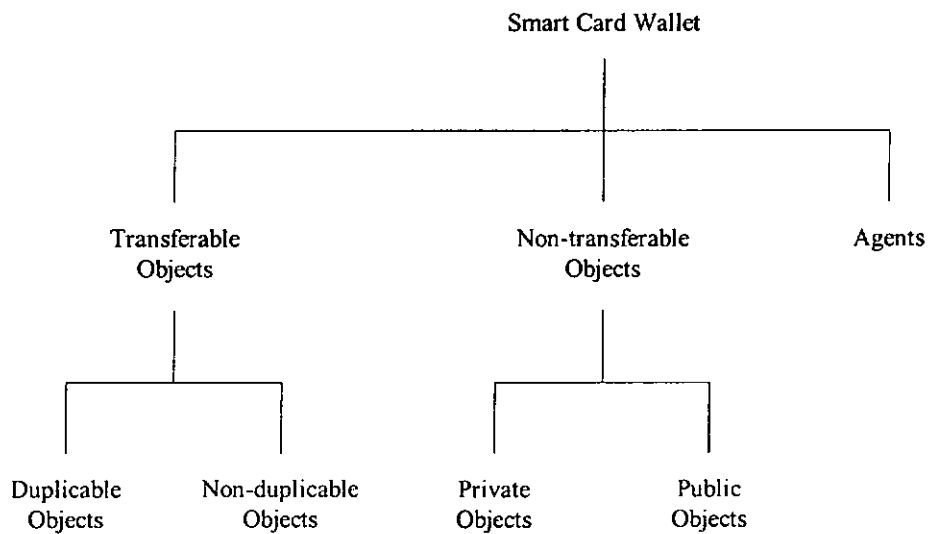 Smart Card Wallet
Transferable
Objects
Non-transferable
Objects
Agents
Duplicable
Objects
Non-duplicable
Objects
Private
Objects
Public
Objects